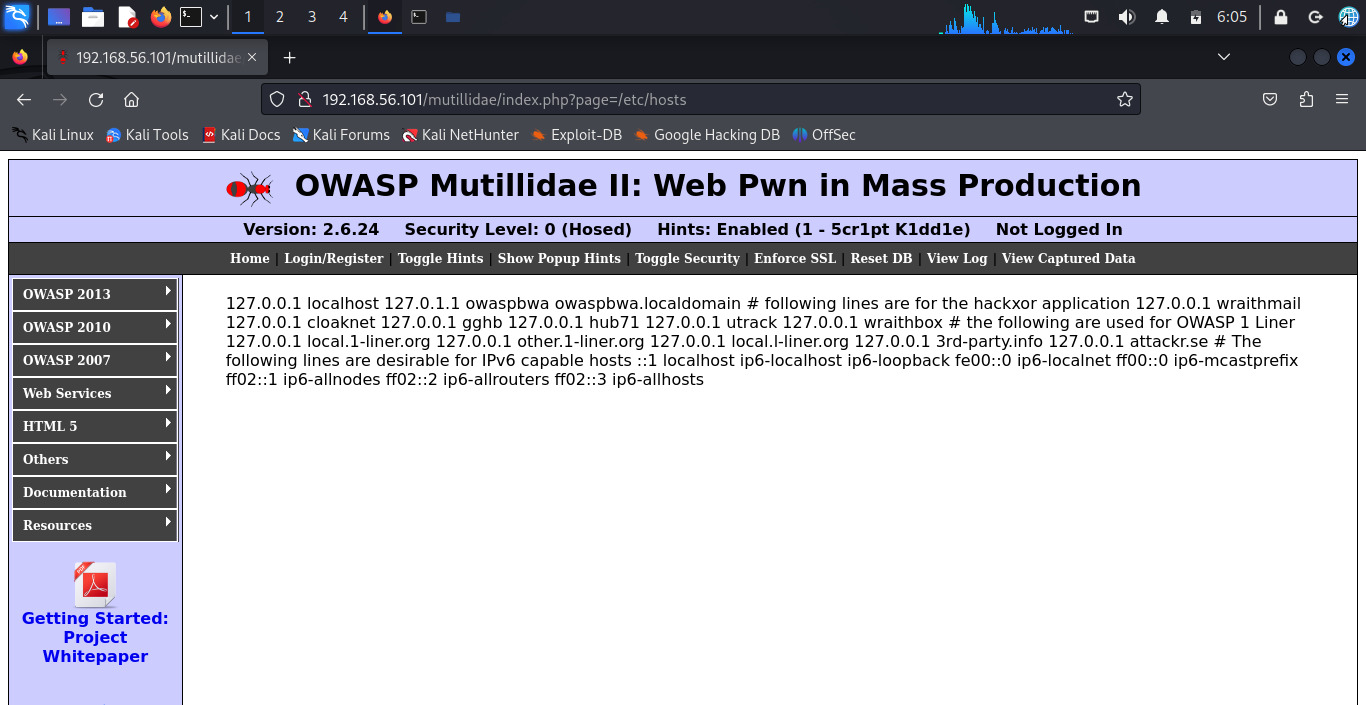 1 2 3 4 6:05
192.168.56.101/mutillidae
192.168.56.101/mutillidae/index.php?page=/etc/hosts
Kali Linux Kali Tools Kali Docs Kali Forums Kali NetHunter Exploit-DB Google Hacking DB OffSec
OWASP Mutillidae II: Web Pwn in Mass Production
Version: 2.6.24 Security Level: 0 (Hosed) Hints: Enabled (1 - 5cr1pt K1dd1e) Not Logged In
Home | Login/Register | Toggle Hints | Show Popup Hints | Toggle Security | Enforce SSL | Reset DB | View Log | View Captured Data
OWASP 2013
OWASP 2010
OWASP 2007
Web Services
HTML 5
Others
Documentation
Resources
Getting Started:
Project
Whitepaper
127.0.0.1 localhost 127.0.1.1 owaspbwa owaspbwa.localdomain # following lines are for the hackxor application 127.0.0.1 wraithmail
127.0.0.1 cloaknet 127.0.0.1 gghb 127.0.0.1 hub71 127.0.0.1 utrack 127.0.0.1 wraithbox # the following are used for OWASP 1 Liner
127.0.0.1 local.1-liner.org 127.0.0.1 other.1-liner.org 127.0.0.1 local.l-liner.org 127.0.0.1 3rd-party.info 127.0.0.1 attackr.se # The
following lines are desirable for IPv6 capable hosts ::1 localhost ip6-localhost ip6-loopback fe00::0 ip6-localnet ff00::0 ip6-mcastprefix
ff02::1 ip6-allnodes ff02::2 ip6-allrouters ff02::3 ip6-allhosts